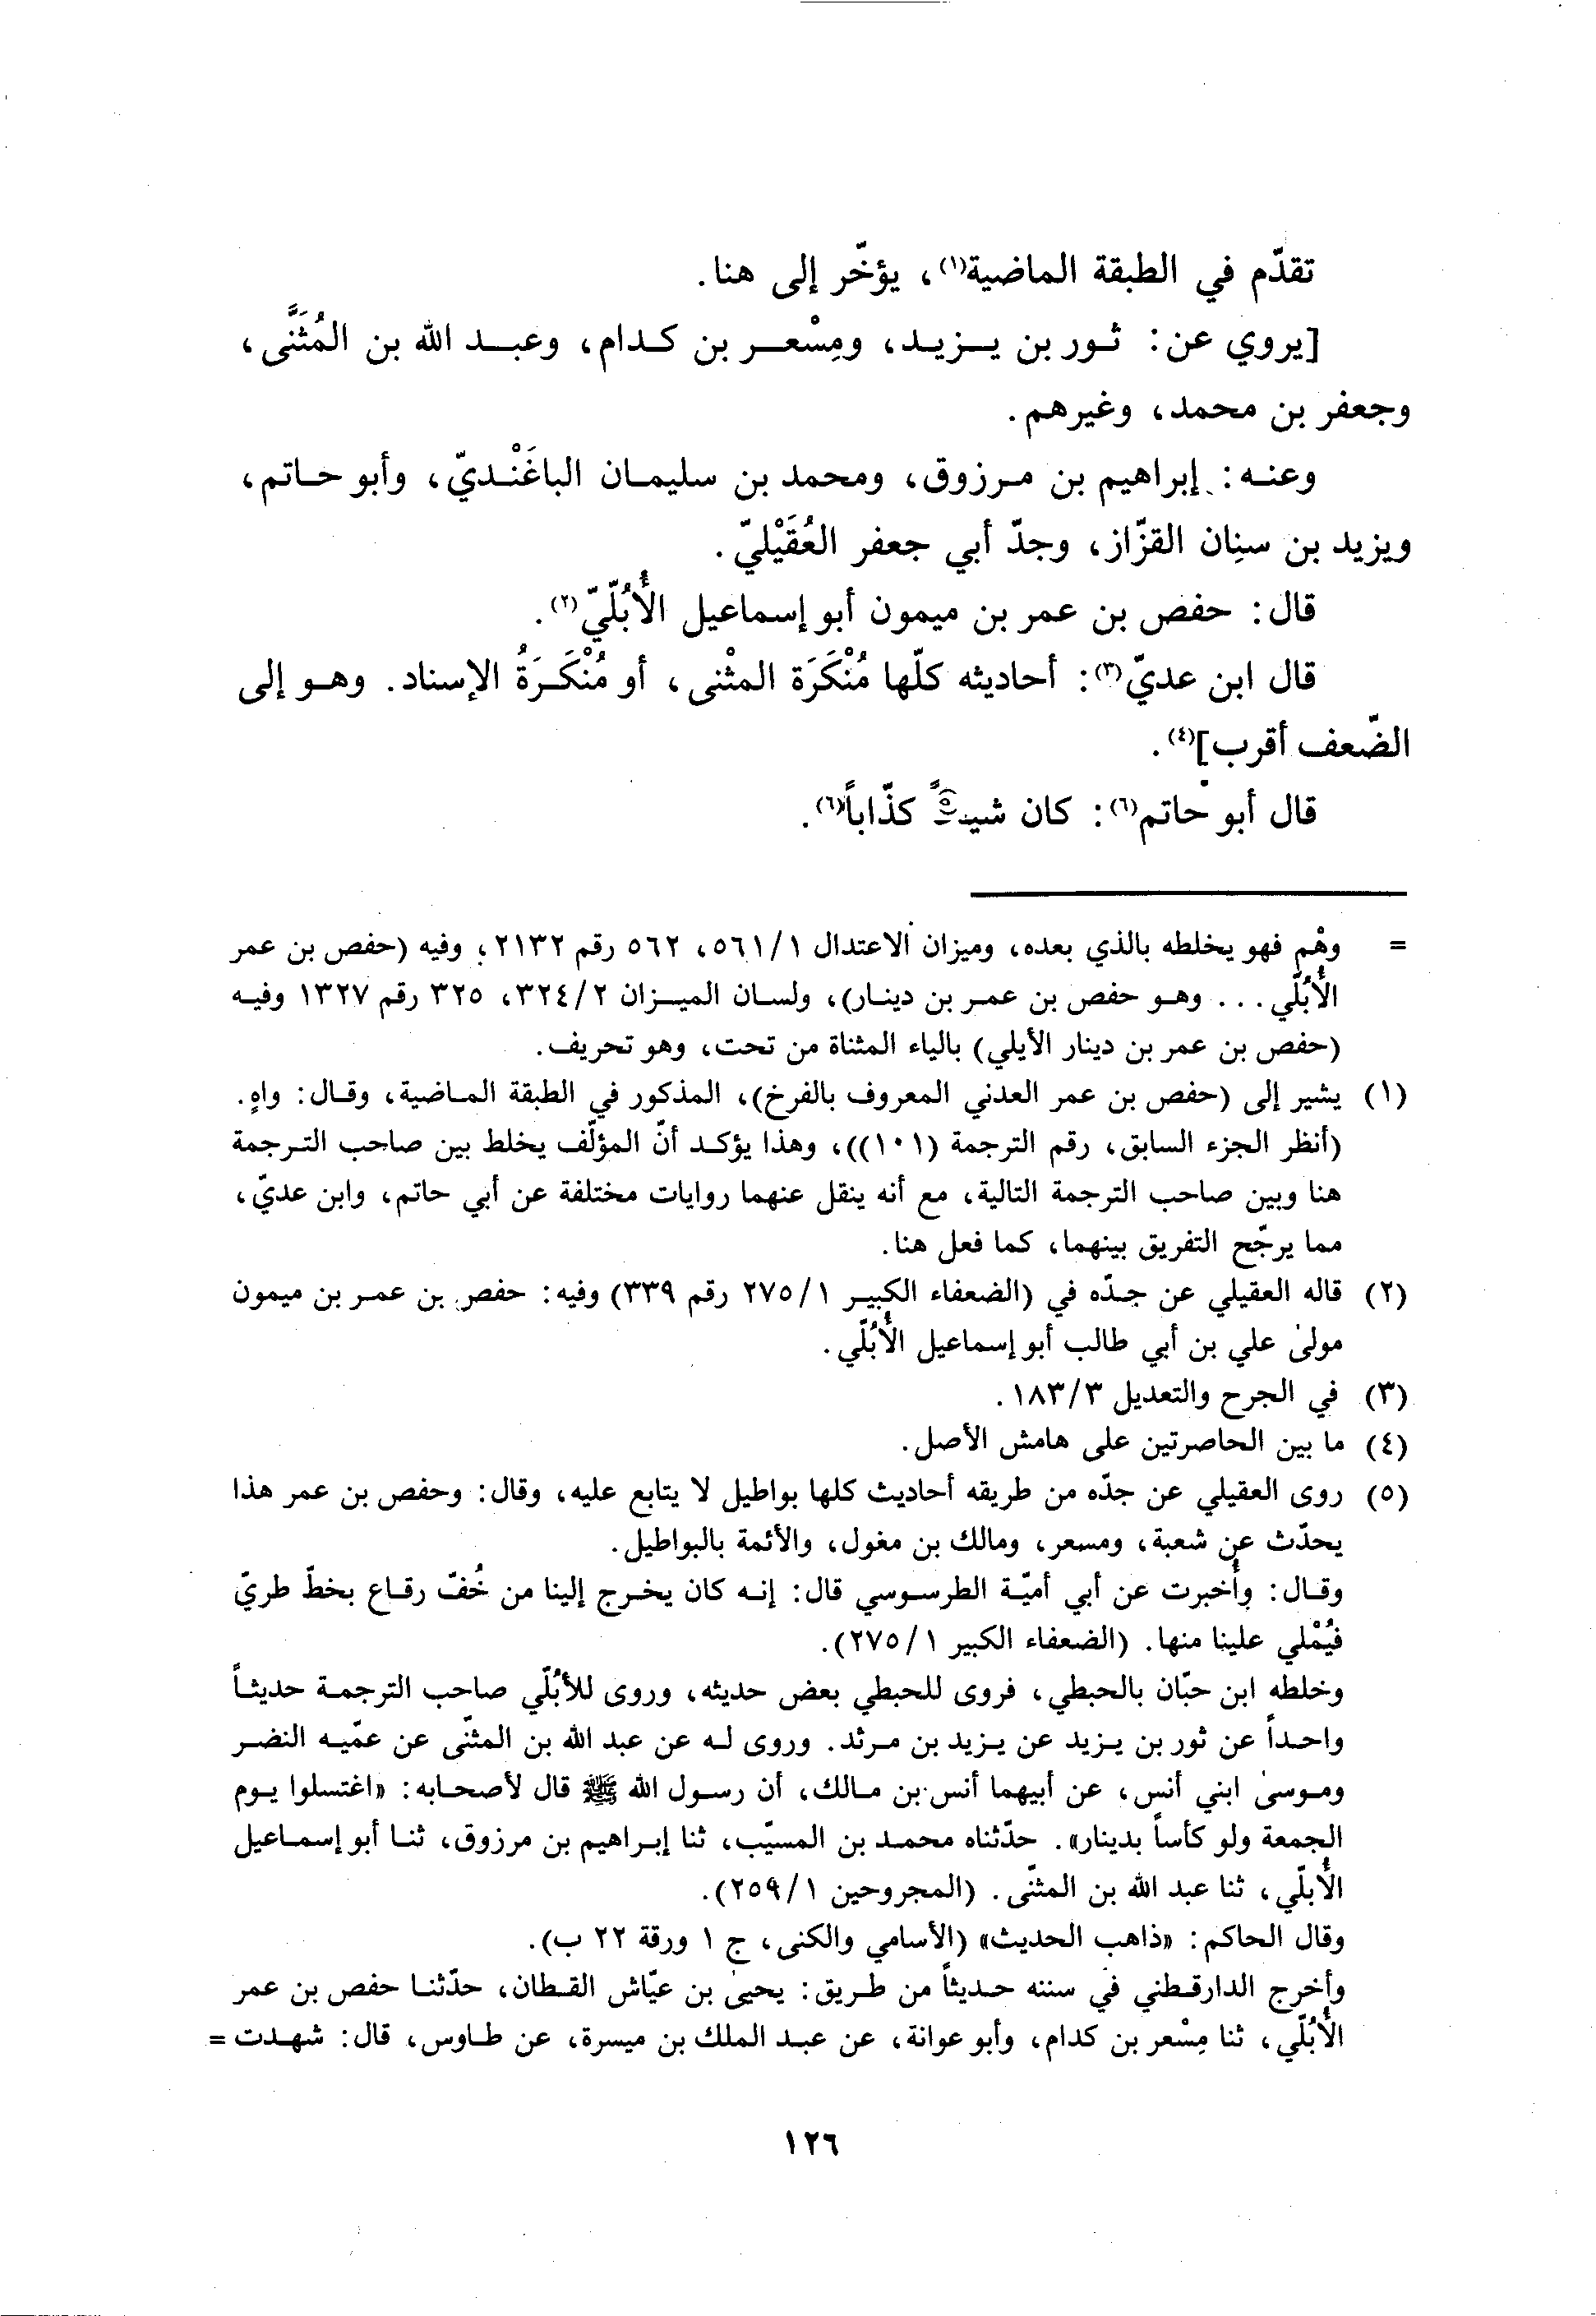 تقدّم في الطبقة الماضية(١)، يؤخّر إلى هنا.
[يروي عن: ثور بن يزيد، ومِسْعر بن كدام، وعبد الله بن المُثَنَّى،
وجعفر بن محمد، وغيرهم.
وعنه: إبراهيم بن مرزوق، ومحمد بن سليمان الباغَنْديّ، وأبو حاتم،
ويزيد بن سِنان القزّاز، وجدّ أبي جعفر العُقَيْليّ.
قال: حفص بن عمر بن ميمون أبو إسماعيل الأُبُلّيّ(٢).
قال ابن عديّ(٣): أحاديثه كلّها مُنْكَرَة المثْنى، أو مُنْكَرَةُ الإسناد. وهو إلى
الضّعف أقرب](٤).
قال أبو حاتم(٦): كان كذّاباً(٦).
= وهْم فهو يخلطه بالذي بعده، وميزان الاعتدال ٥٦١/١، ٥٦٢ رقم ٢١٣٢، وفيه (حفص بن عمر
الأُبُلّي... وهو حفص بن عمر بن دينار)، ولسان الميزان ٣٢٤/٢، ٣٢٥ رقم ١٣٢٧ وفيه
(حفص بن عمر بن دينار الأيلي) بالياء المثناة من تحت، وهو تحريف.
(١) يشير إلى (حفص بن عمر العدني المعروف بالفرخ)، المذكور في الطبقة الماضية، وقال: واهٍ.
(أنظر الجزء السابق، رقم الترجمة (١٠١))، وهذا يؤكد أنّ المؤلّف يخلط بين صاحب الترجمة
هنا وبين صاحب الترجمة التالية، مع أنه ينقل عنهما روايات مختلفة عن أبي حاتم، وابن عديّ،
مما يرجّح التفريق بينهما، كما فعل هنا.
(٢) قاله العقيلي عن جدّه في (الضعفاء الكبير ٢٧٥/١ رقم ٣٣٩) وفيه: حفص بن عمر بن ميمون
مولى علي بن أبي طالب أبو إسماعيل الأُبُلّي.
(٣) في الجرح والتعديل ١٨٣/٣.
(٤) ما بين الحاصرتين على هامش الأصل.
(٥) روى العقيلي عن جدّه من طريقه أحاديث كلها بواطيل لا يتابع عليه، وقال: وحفص بن عمر هذا
يحدّث عن شعبة، ومسعر، ومالك بن مغول، والأئمة بالبواطيل.
وقال: وأُخبرت عن أبي أميّة الطرسوسي قال: إنه كان يخرج إلينا من خُفّ رقاع بخطّ طريّ
فيُمْلي علينا منها. (الضعفاء الكبير ٢٧٥/١).
وخلطه ابن حبّان بالحبطي، فروى للحبطي بعض حديثه، وروى للأُبُلّي صاحب الترجمة حديثاً
واحداً عن ثور بن يزيد عن يزيد بن مرثد. وروى له عن عبد الله بن المثنّى عن عمّيه النضر
وموسى ابني أنس، عن أبيهما أنس بن مالك، أن رسول الله ﷺ قال لأصحابه: «اغتسلوا يوم
الجمعة ولو كأساً بدينار». حدّثناه محمد بن المسيّب، ثنا إبراهيم بن مرزوق، ثنا أبو إسماعيل
الأُبلّي، ثنا عبد الله بن المثنّى. (المجروحين ٢٥٩/١).
وقال الحاكم: «ذاهب الحديث» (الأسامي والكنى، ج ١ ورقة ٢٢ ب).
وأخرج الدارقطني في سننه حديثاً من طريق: يحيى بن عيّاش القطان، حدّثنا حفص بن عمر
الأُبُلّي، ثنا مِسْعر بن كدام، وأبو عوانة، عن عبد الملك بن ميسرة، عن طاوس، قال: شهدت =
١٢٦